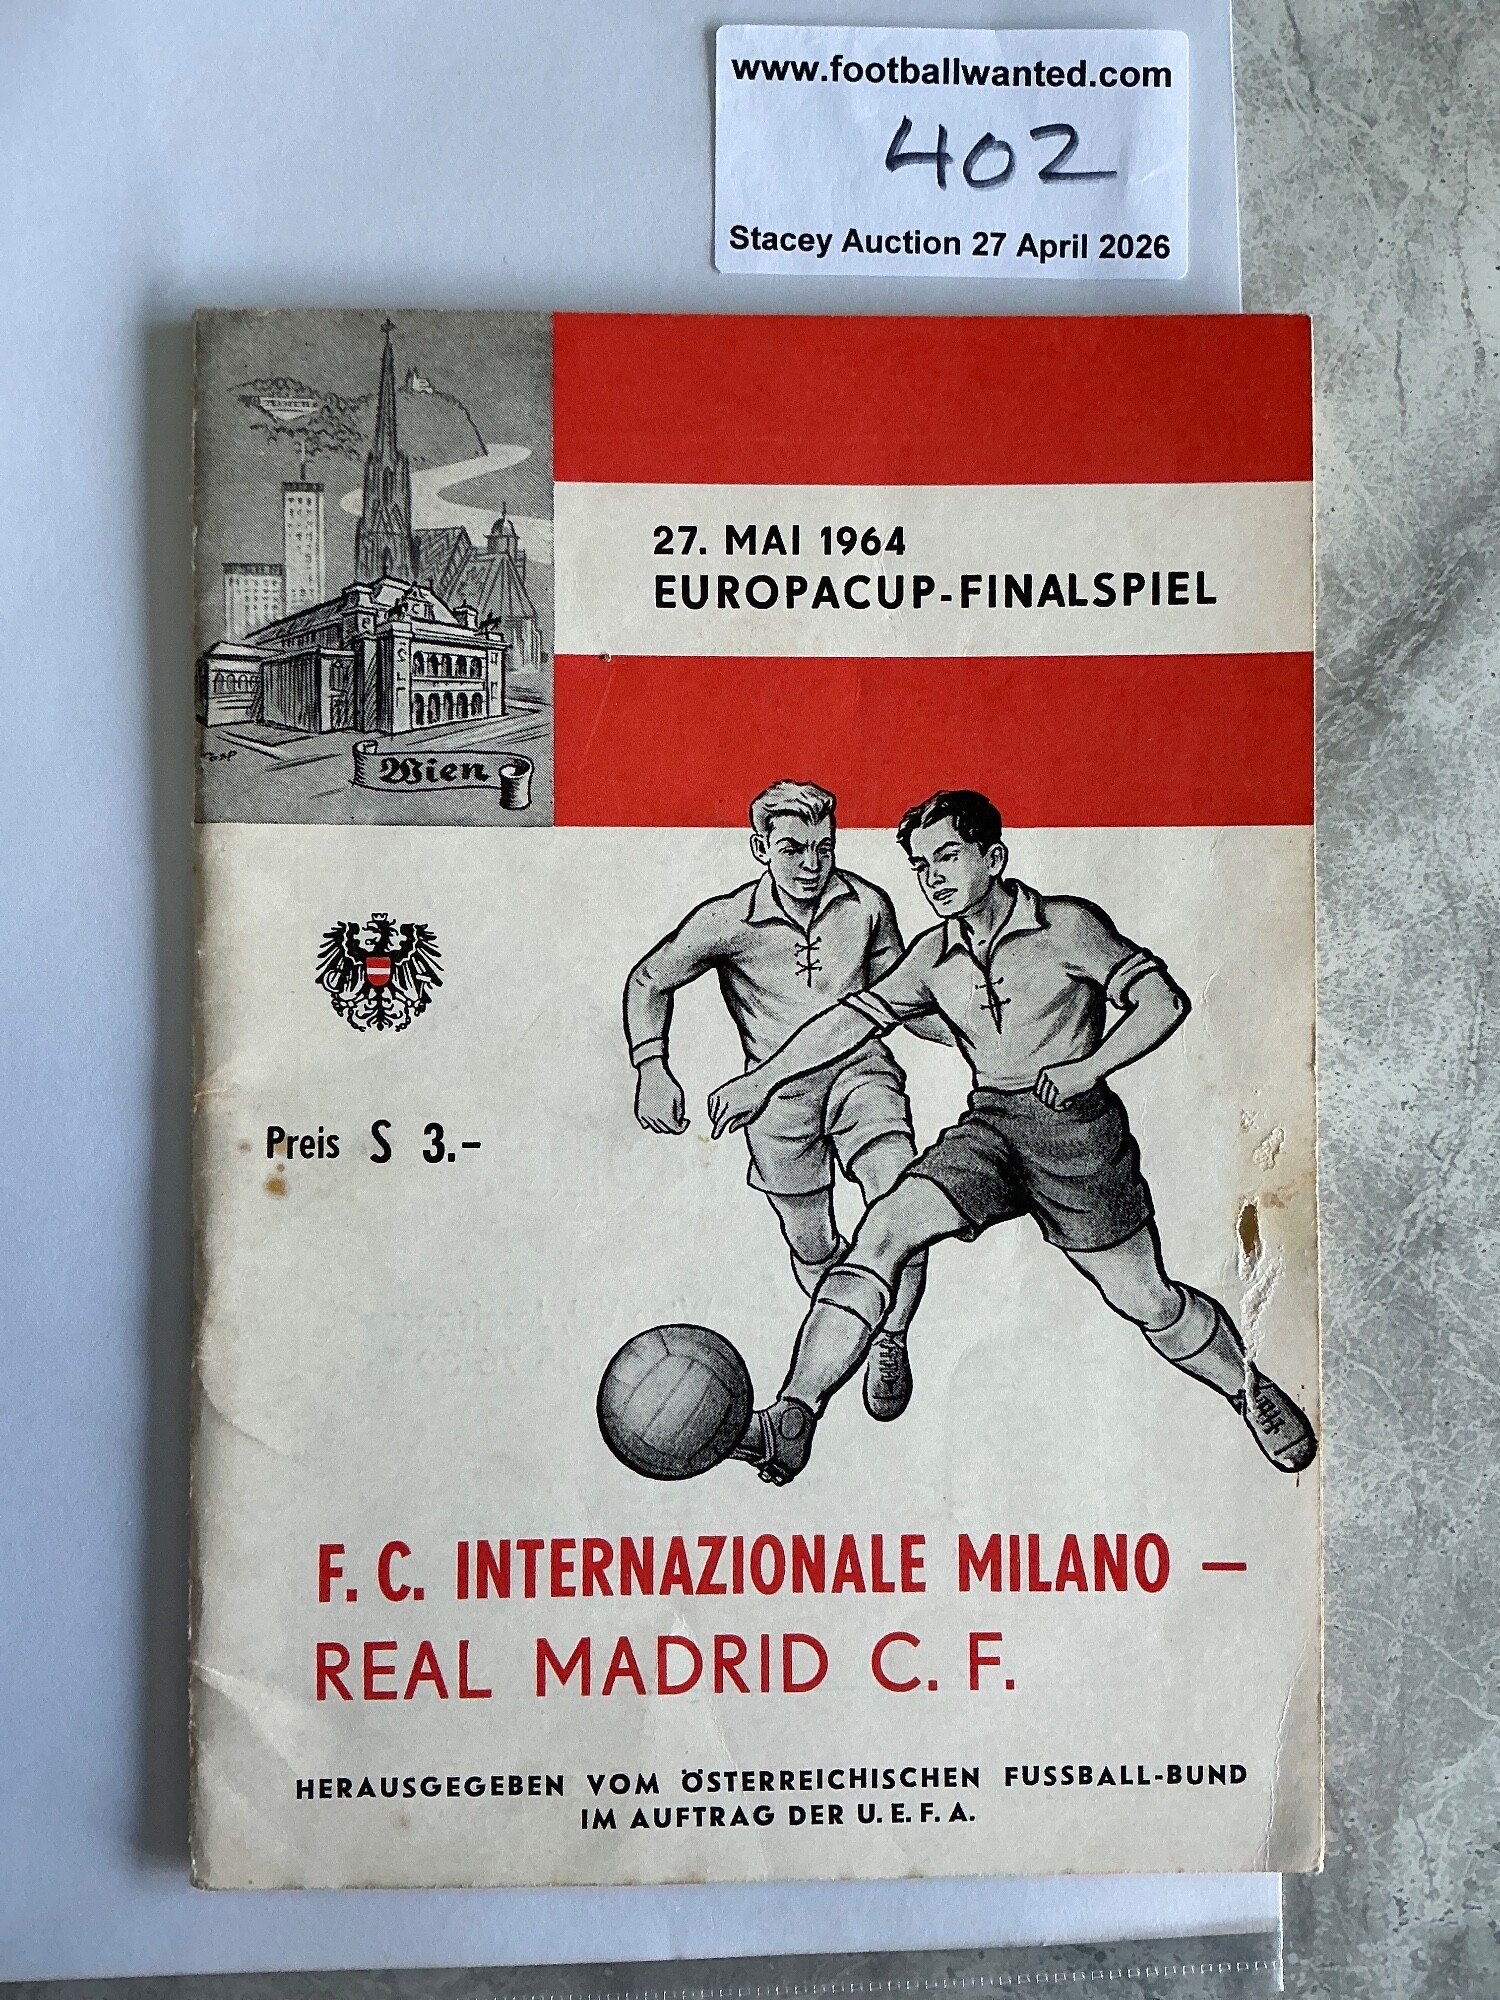 www.footballwanted.com
402
Stacey Auction 27 April 2026
27. MAI 1964
EUROPACUP-FINALSPIEL
Wien
Preis S 3.–
F. C. INTERNAZIONALE MILANO –
REAL MADRID C. F.
HERAUSGEGEBEN VOM ÖSTERREICHISCHEN FUSSBALL-BUND
IM AUFTRAG DER U. E. F. A.